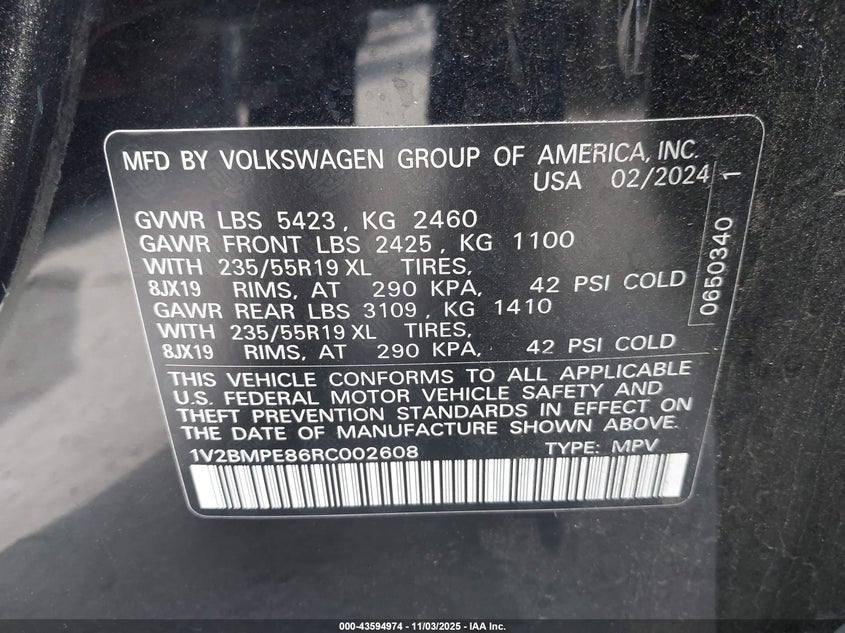 MFD BY VOLKSWAGEN GROUP OF AMERICA, INC.
USA 02/2024
GVWR LBS 5423, KG 2460
GAWR FRONT LBS 2425, KG 1100
WITH 235/55R19 XL TIRES,
8JX19 RIMS, AT 290 KPA, 42 PSI COLD
GAWR REAR LBS 3109, KG 1410
WITH 235/55R19 XL TIRES,
8JX19 RIMS, AT 290 KPA, 42 PSI COLD
THIS VEHICLE CONFORMS TO ALL APPLICABLE
U.S. FEDERAL MOTOR VEHICLE SAFETY AND
THEFT PREVENTION STANDARDS IN EFFECT ON
THE DATE OF MANUFACTURE SHOWN ABOVE.
1V2BMPE86RC002608 TYPE: MPV
0650340 1
000-43594974 - 11/03/2025 - IAA Inc.